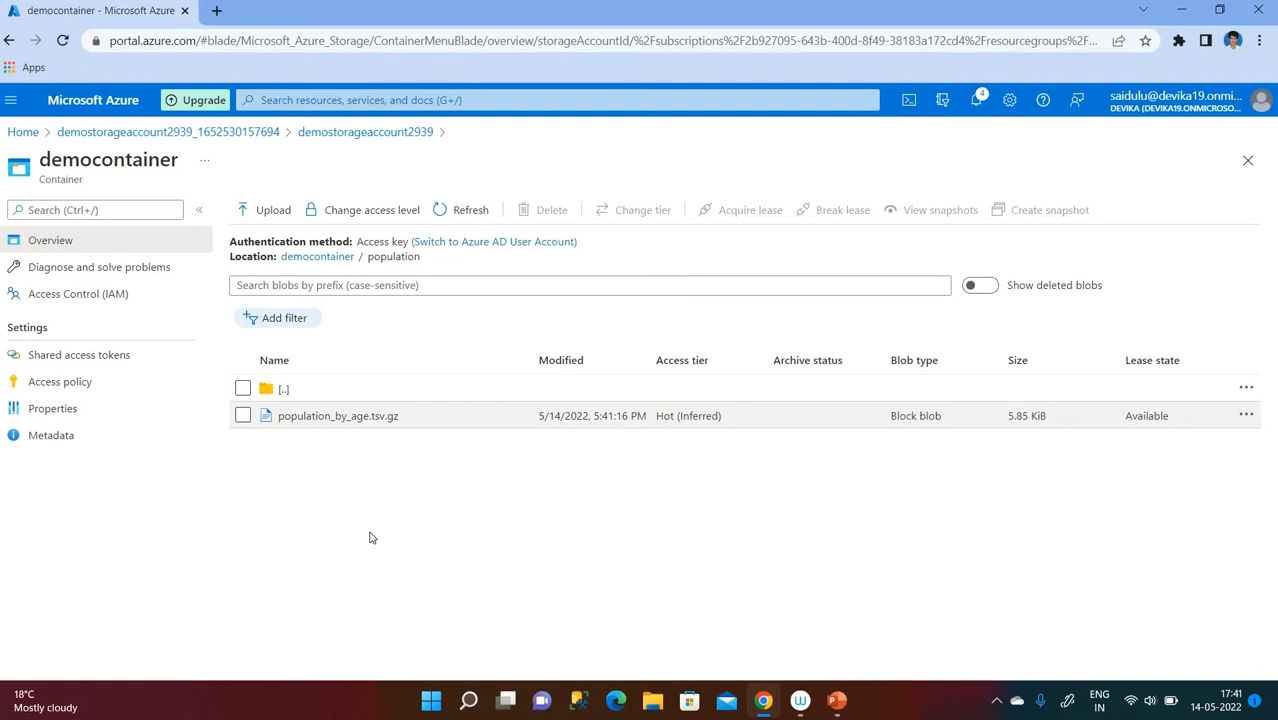 democontainer - Microsoft Azure
portal.azure.com/#blade/Microsoft_Azure_Storage/ContainerMenuBlade/overview/storageAccountId/%2Fsubscriptions%2F2b927095-643b-400d-8f49-38183a172cd4%2Fresourcegroups%2F...
Apps
Microsoft Azure
Upgrade
Search resources, services, and docs (G+/)
4
saidulu@devika19.onmi...
DEVIKA (DEVIKA19.ONMICROSO...
Home > demostorageaccount2939_1652530157694 > demostorageaccount2939 >
democontainer ...
Container
Search (Ctrl+/)
Overview
Diagnose and solve problems
Access Control (IAM)
Settings
Shared access tokens
Access policy
Properties
Metadata
Upload
Change access level
Refresh
Delete
Change tier
Acquire lease
Break lease
View snapshots
Create snapshot
Authentication method: Access key (Switch to Azure AD User Account)
Location: democontainer / population
Search blobs by prefix (case-sensitive)
Show deleted blobs
Add filter
Name Modified Access tier Archive status Blob type Size Lease state
[..]
population_by_age.tsv.gz 5/14/2022, 5:41:16 PM Hot (Inferred) Block blob 5.85 KiB Available
18°C
Mostly cloudy
ENG
IN
17:41
14-05-2022
1